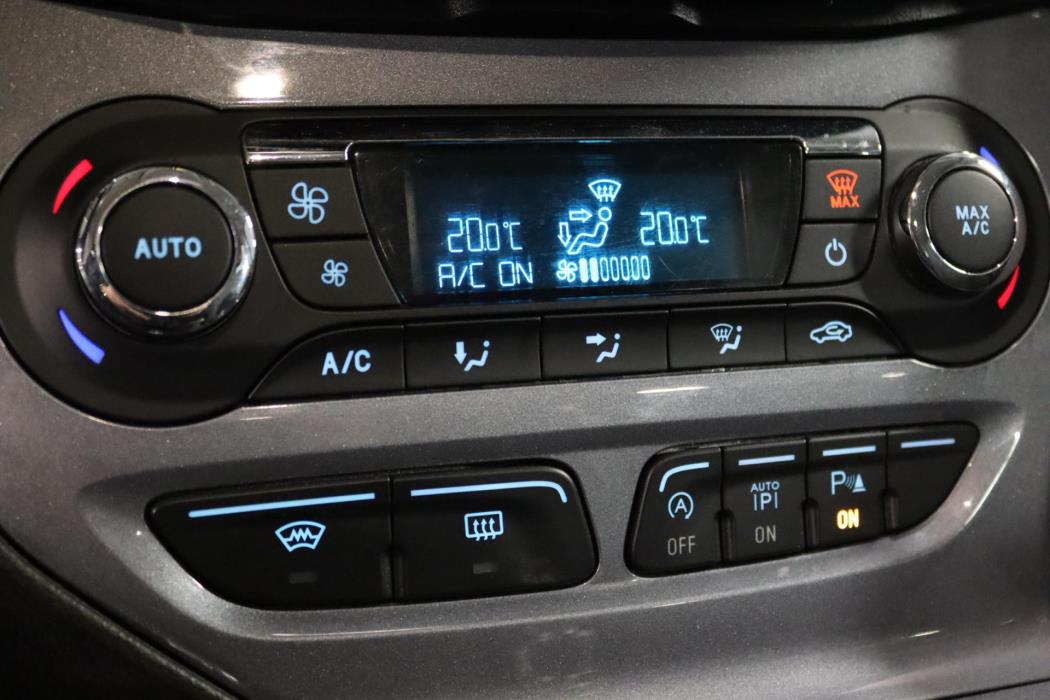 AUTO
20.0°C
20.0°C
A/C ON
MAX
MAX
A/C
A/C
A
OFF
AUTO
P
ON
P
ON